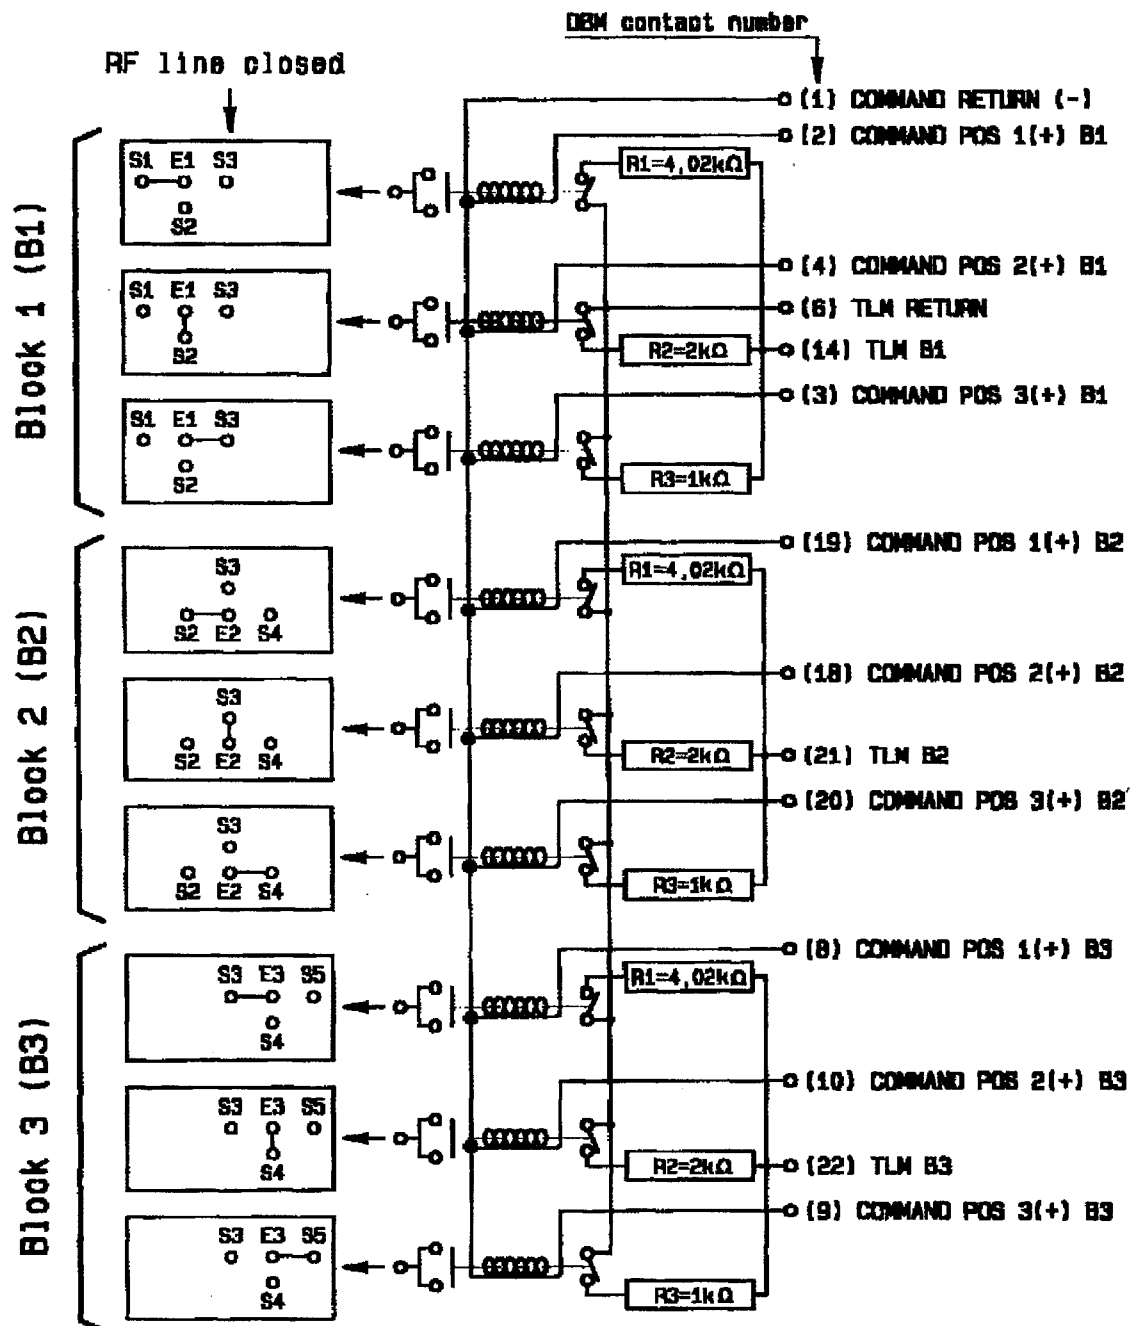 DBM contact number
RF line closed
(1) COMMAND RETURN (-)
Block 1 (B1)
S1 E1 S3
S2
(2) COMMAND POS 1(+) B1
R1=4,02kΩ
S1 E1 S3
S2
(4) COMMAND POS 2(+) B1
(6) TLM RETURN
R2=2kΩ
(14) TLM B1
S1 E1 S3
S2
(3) COMMAND POS 3(+) B1
R3=1kΩ
Block 2 (B2)
S3
S2 E2 S4
(19) COMMAND POS 1(+) B2
R1=4,02kΩ
S3
S2 E2 S4
(18) COMMAND POS 2(+) B2
R2=2kΩ
(21) TLM B2
S3
S2 E2 S4
(20) COMMAND POS 3(+) B2
R3=1kΩ
Block 3 (B3)
S3 E3 S5
S4
(8) COMMAND POS 1(+) B3
R1=4,02kΩ
S3 E3 S5
S4
(10) COMMAND POS 2(+) B3
R2=2kΩ
(22) TLM B3
S3 E3 S5
S4
(9) COMMAND POS 3(+) B3
R3=1kΩ